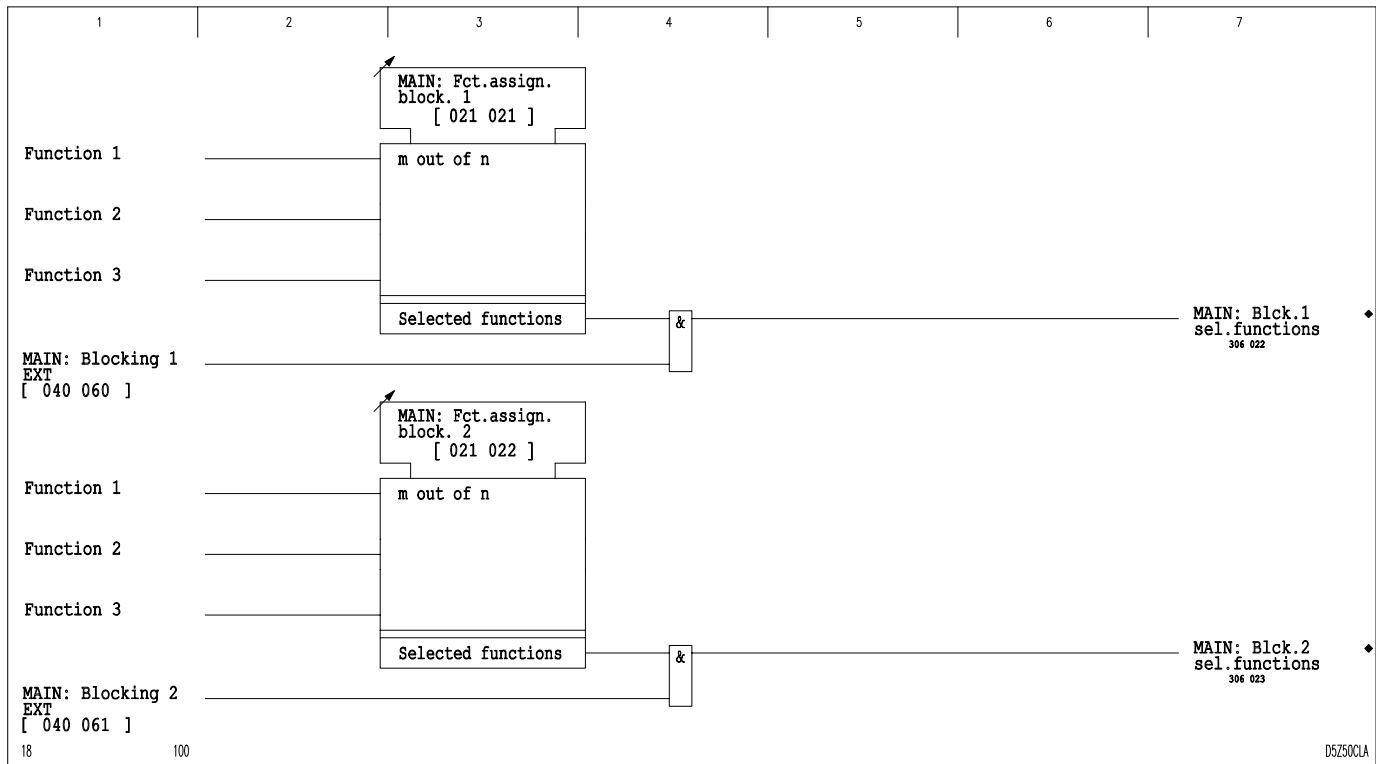 1 2 3 4 5 6 7
MAIN: Fct.assign.
block. 1
[ 021 021 ]
Function 1
m out of n
Function 2
Function 3
Selected functions
&
MAIN: Blck.1
sel.functions
306 022
MAIN: Blocking 1
EXT
[ 040 060 ]
MAIN: Fct.assign.
block. 2
[ 021 022 ]
Function 1
m out of n
Function 2
Function 3
Selected functions
&
MAIN: Blck.2
sel.functions
306 023
MAIN: Blocking 2
EXT
[ 040 061 ]
18 100 D5Z50CLA